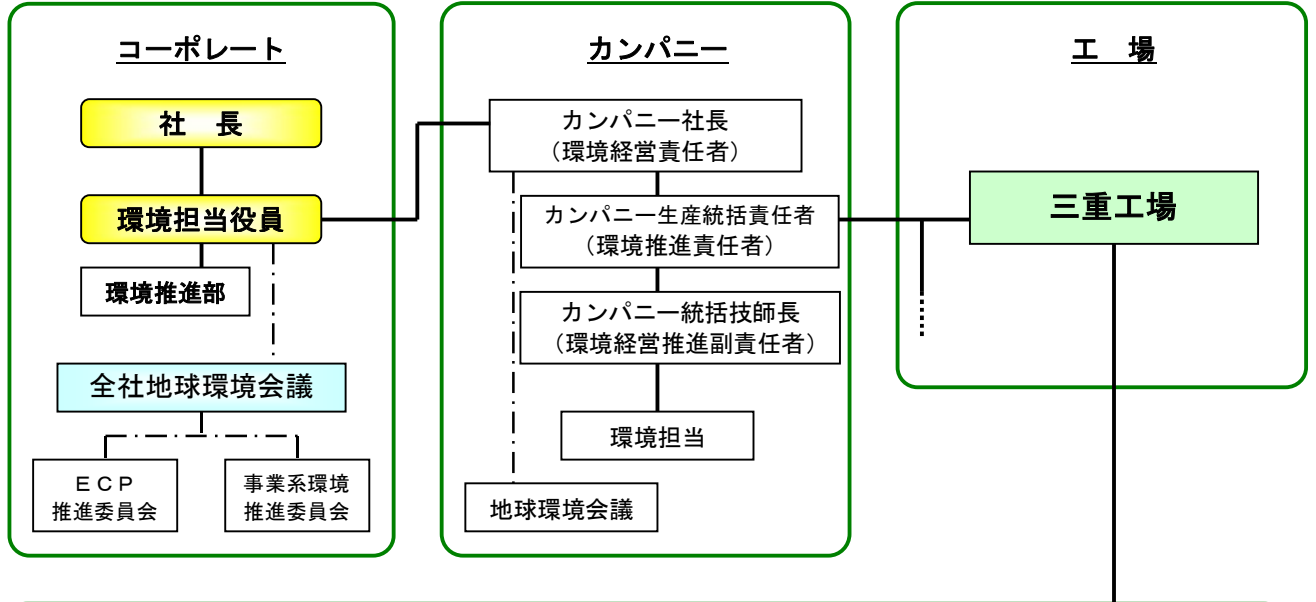 コーポレート
社 長
環境担当役員
環境推進部
全社地球環境会議
ＥＣＰ
推進委員会
事業系環境
推進委員会
カンパニー
カンパニー社長
（環境経営責任者）
カンパニー生産統括責任者
（環境推進責任者）
カンパニー統括技師長
（環境経営推進副責任者）
環境担当
地球環境会議
工 場
三重工場